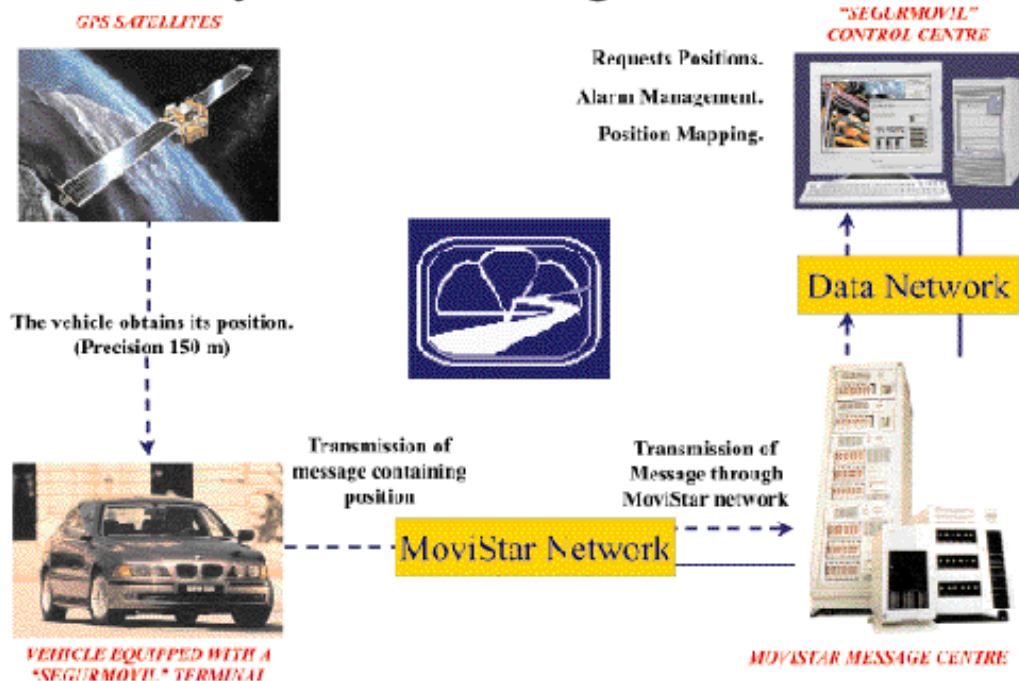 GPS SATELLITES
"SEGURMOVIL"
CONTROL CENTRE
Requests Positions.
Alarm Management.
Position Mapping.
Data Network
The vehicle obtains its position.
(Precision 150 m)
Transmission of
message containing
position
Transmission of
Message through
MoviStar network
MoviStar Network
VEHICLE EQUIPPED WITH A
"SEGURMOVIL" TERMINAL
MOVISTAR MESSAGE CENTRE